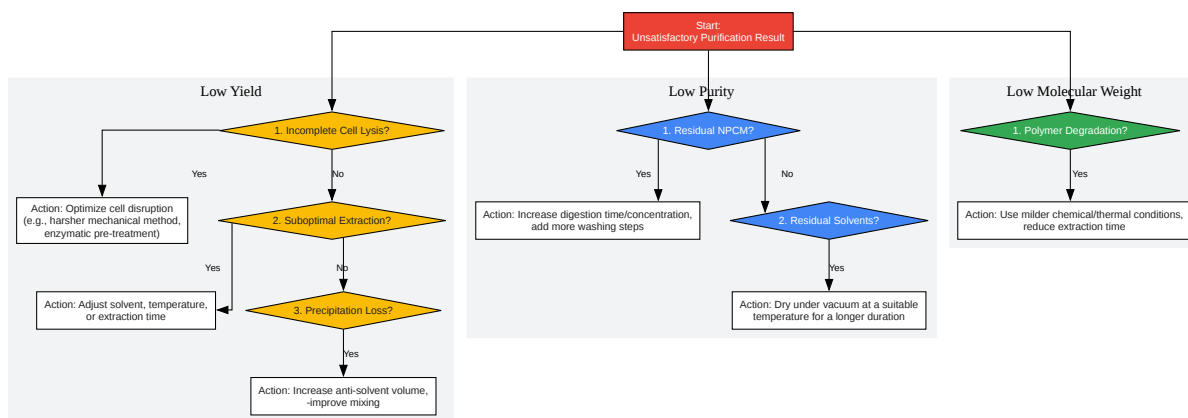 Start:
Unsatisfactory Purification Result
Low Yield
1. Incomplete Cell Lysis?
Yes
No
Action: Optimize cell disruption
(e.g., harsher mechanical method,
enzymatic pre-treatment)
2. Suboptimal Extraction?
Yes
No
Action: Adjust solvent, temperature,
or extraction time
3. Precipitation Loss?
Yes
Action: Increase anti-solvent volume,
-improve mixing
Low Purity
1. Residual NPCM?
Yes
No
Action: Increase digestion time/concentration,
add more washing steps
2. Residual Solvents?
Yes
Action: Dry under vacuum at a suitable
temperature for a longer duration
Low Molecular Weight
1. Polymer Degradation?
Yes
Action: Use milder chemical/thermal conditions,
reduce extraction time